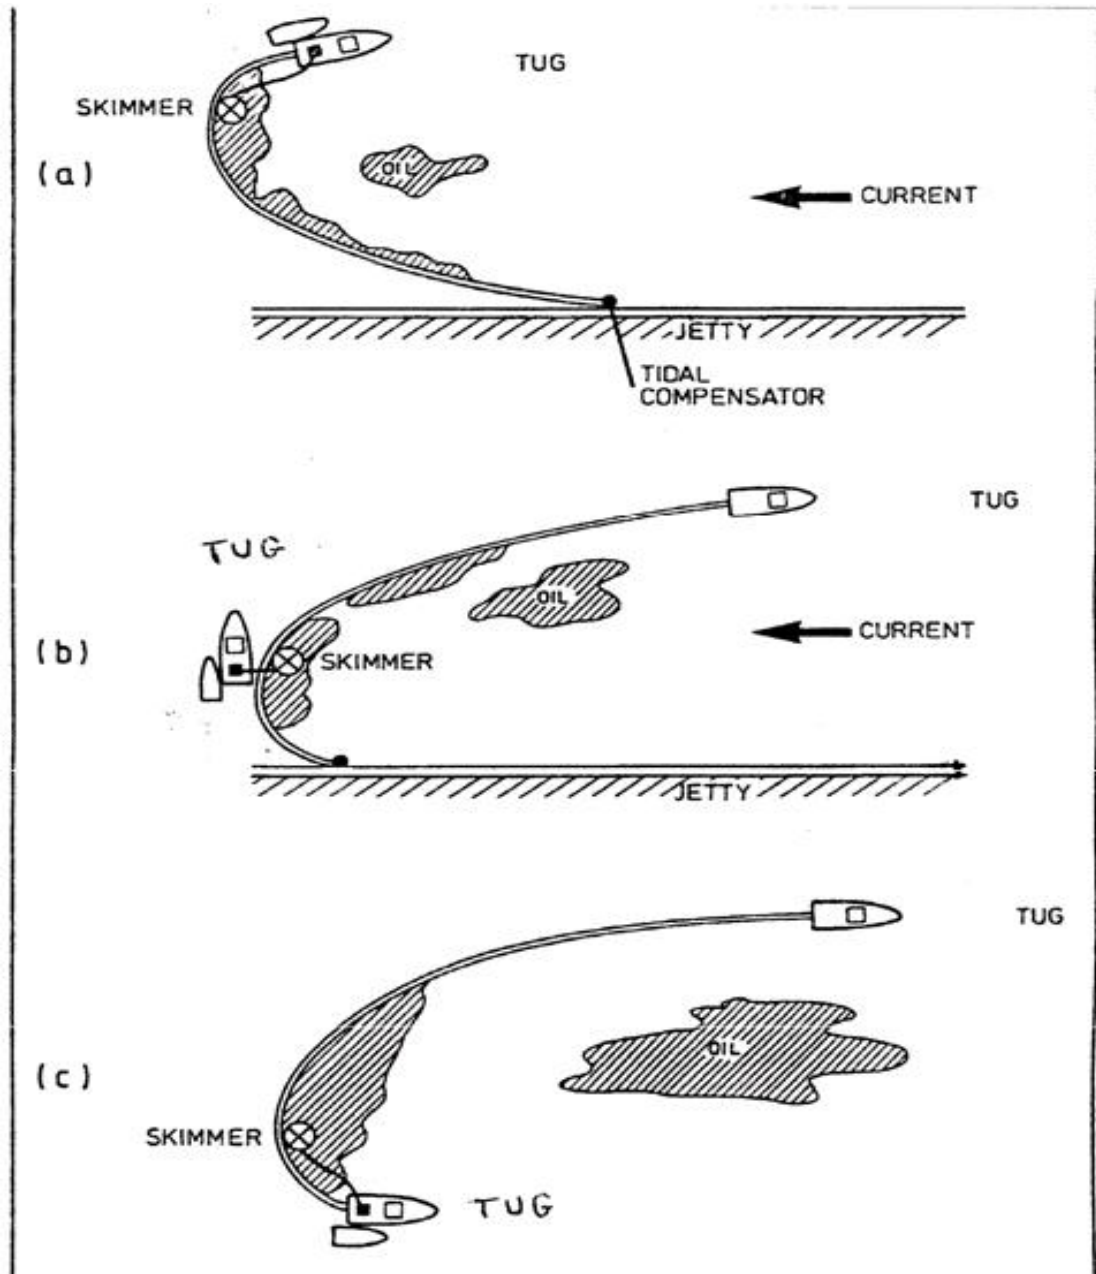 TUG
SKIMMER
(a)
OIL
CURRENT
JETTY
TIDAL
COMPENSATOR
TUG
TUG
OIL
(b)
CURRENT
SKIMMER
JETTY
TUG
(c)
OIL
SKIMMER
TUG